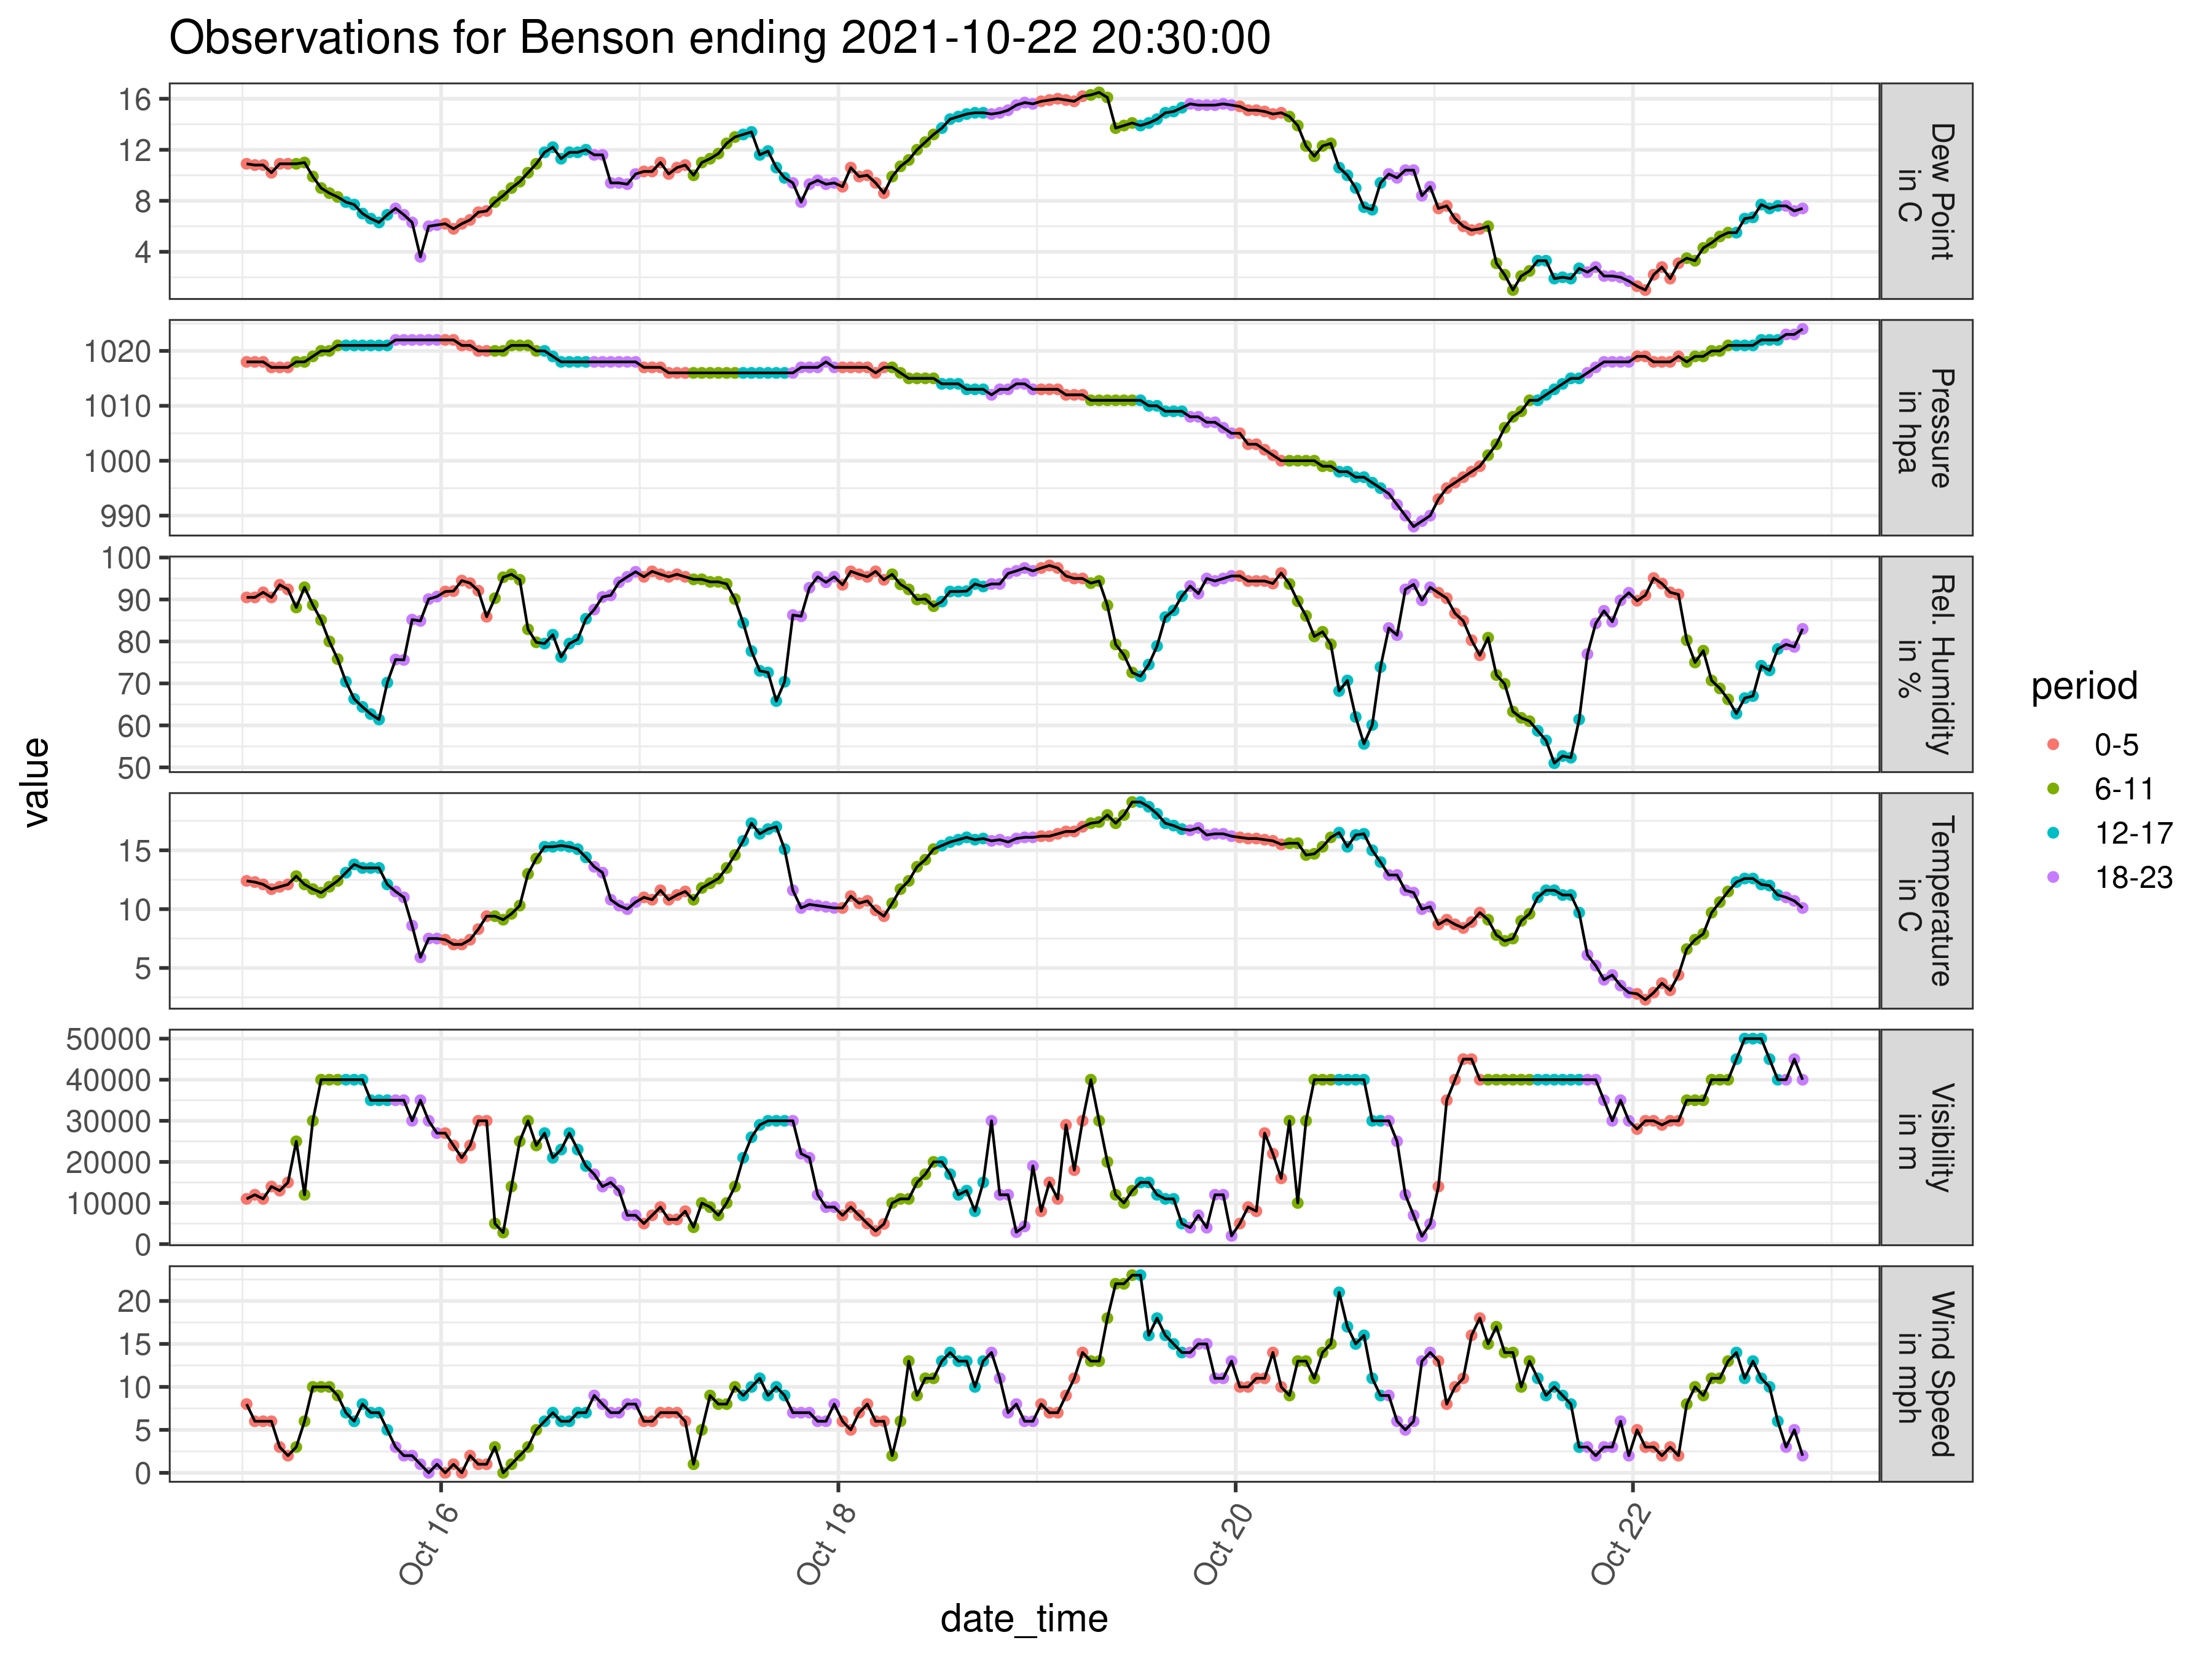 Observations for Benson ending 2021-10-22 20:30:00
16
12
8
4
Dew Point
in C
1020
1010
1000
990
Pressure
in hpa
100
90
80
70
60
50
Rel. Humidity
in %
15
10
5
Temperature
in C
50000
40000
30000
20000
10000
0
Visibility
in m
20
15
10
5
0
Wind Speed
in mph
value
Oct 16
Oct 18
Oct 20
Oct 22
date_time
period
0-5
6-11
12-17
18-23